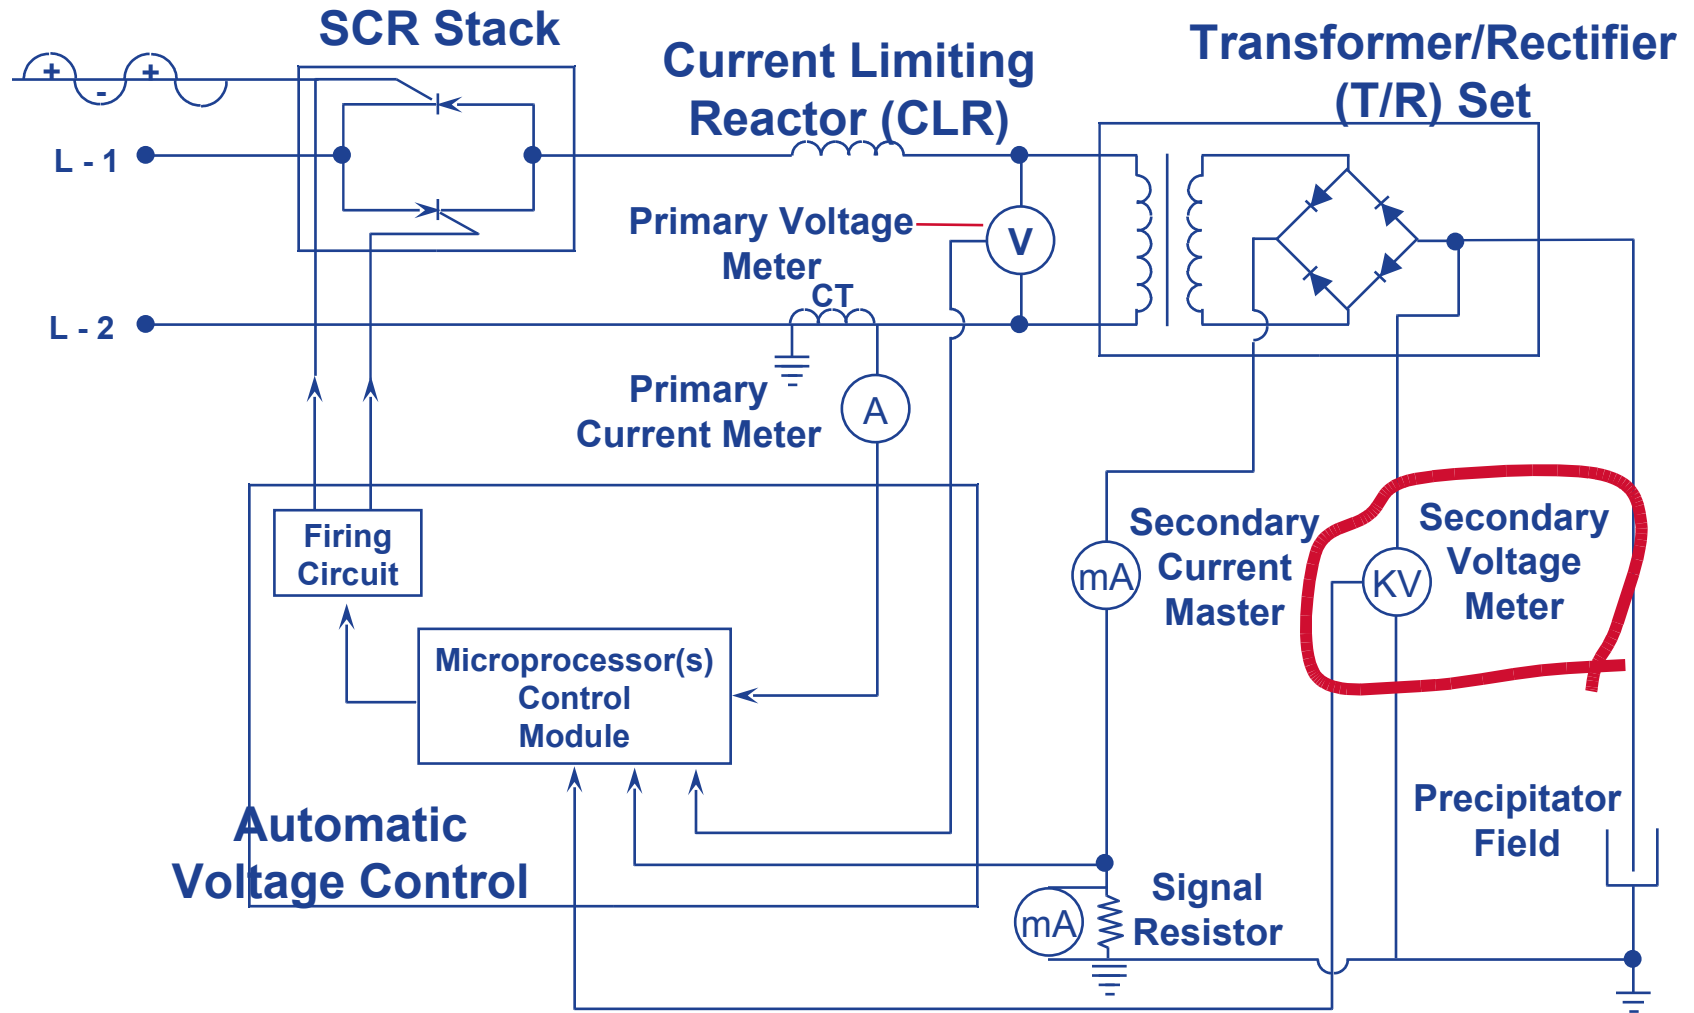 SCR Stack
Current Limiting
Reactor (CLR)
Transformer/Rectifier
(T/R) Set
+
+
-
L - 1
Primary Voltage
Meter
V
CT
L - 2
Primary
Current Meter
A
Firing
Circuit
Secondary
Current
Master
mA
Secondary
Voltage
Meter
KV
Microprocessor(s)
Control
Module
Automatic
Voltage Control
Precipitator
Field
Signal
Resistor
mA